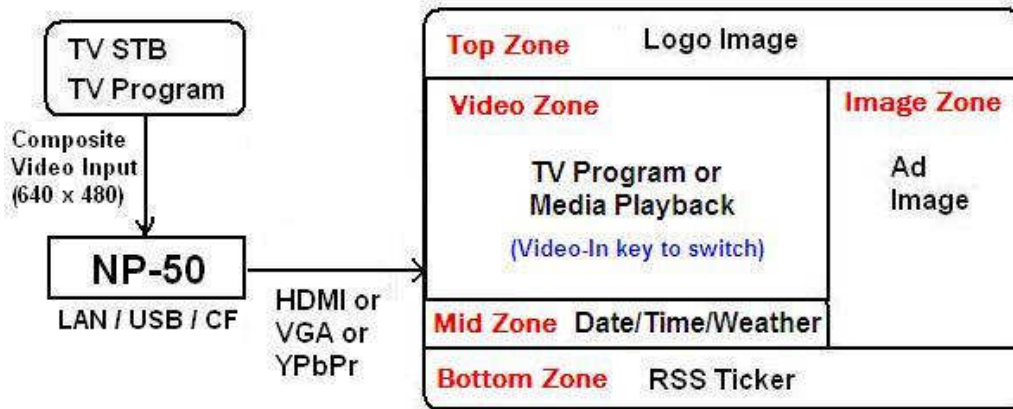 TV STB
TV Program
Composite
Video Input
(640 x 480)
NP-50
LAN / USB / CF
HDMI or
VGA or
YPbPr
Top Zone Logo Image
Video Zone
TV Program or
Media Playback
(Video-In key to switch)
Image Zone
Ad
Image
Mid Zone Date/Time/Weather
Bottom Zone RSS Ticker